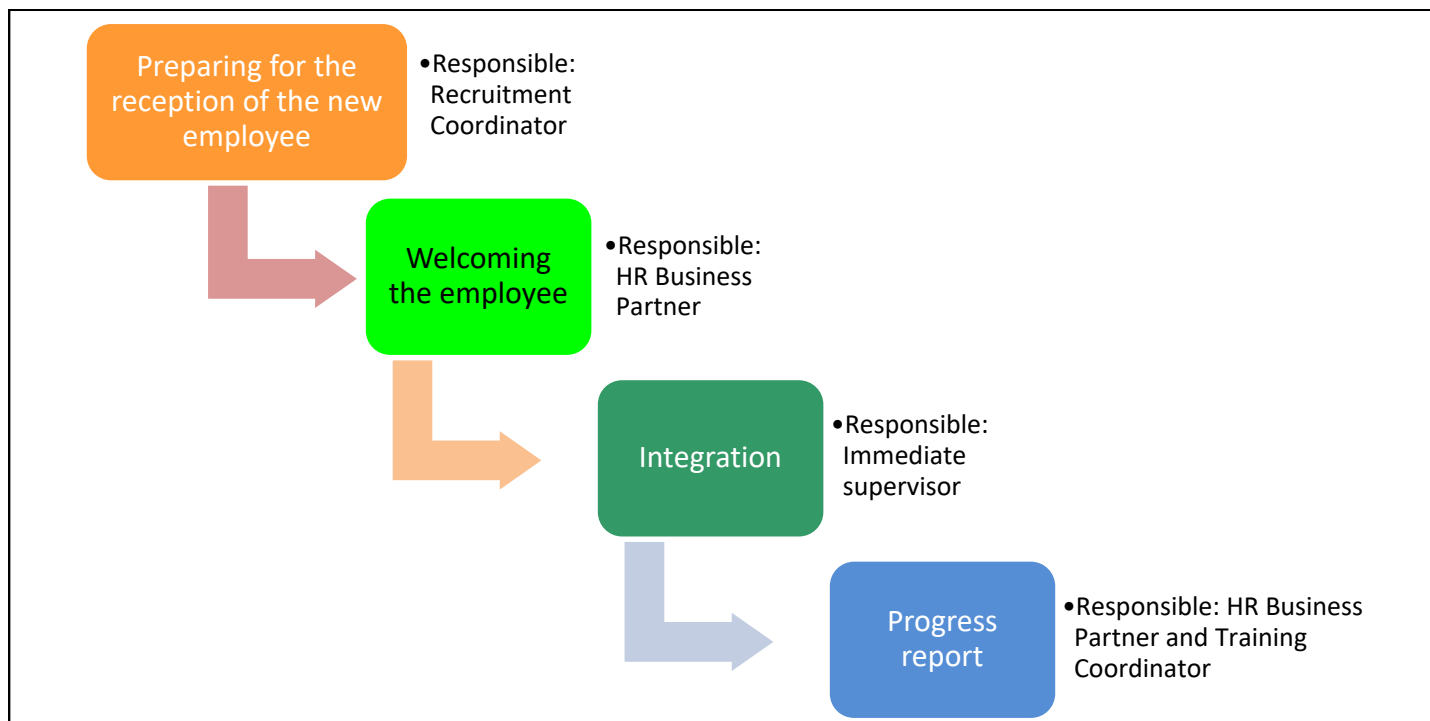 Preparing for the
reception of the new
employee
•Responsible:
Recruitment
Coordinator
Welcoming
the employee
•Responsible:
HR Business
Partner
Integration
•Responsible:
Immediate
supervisor
Progress
report
•Responsible: HR Business
Partner and Training
Coordinator